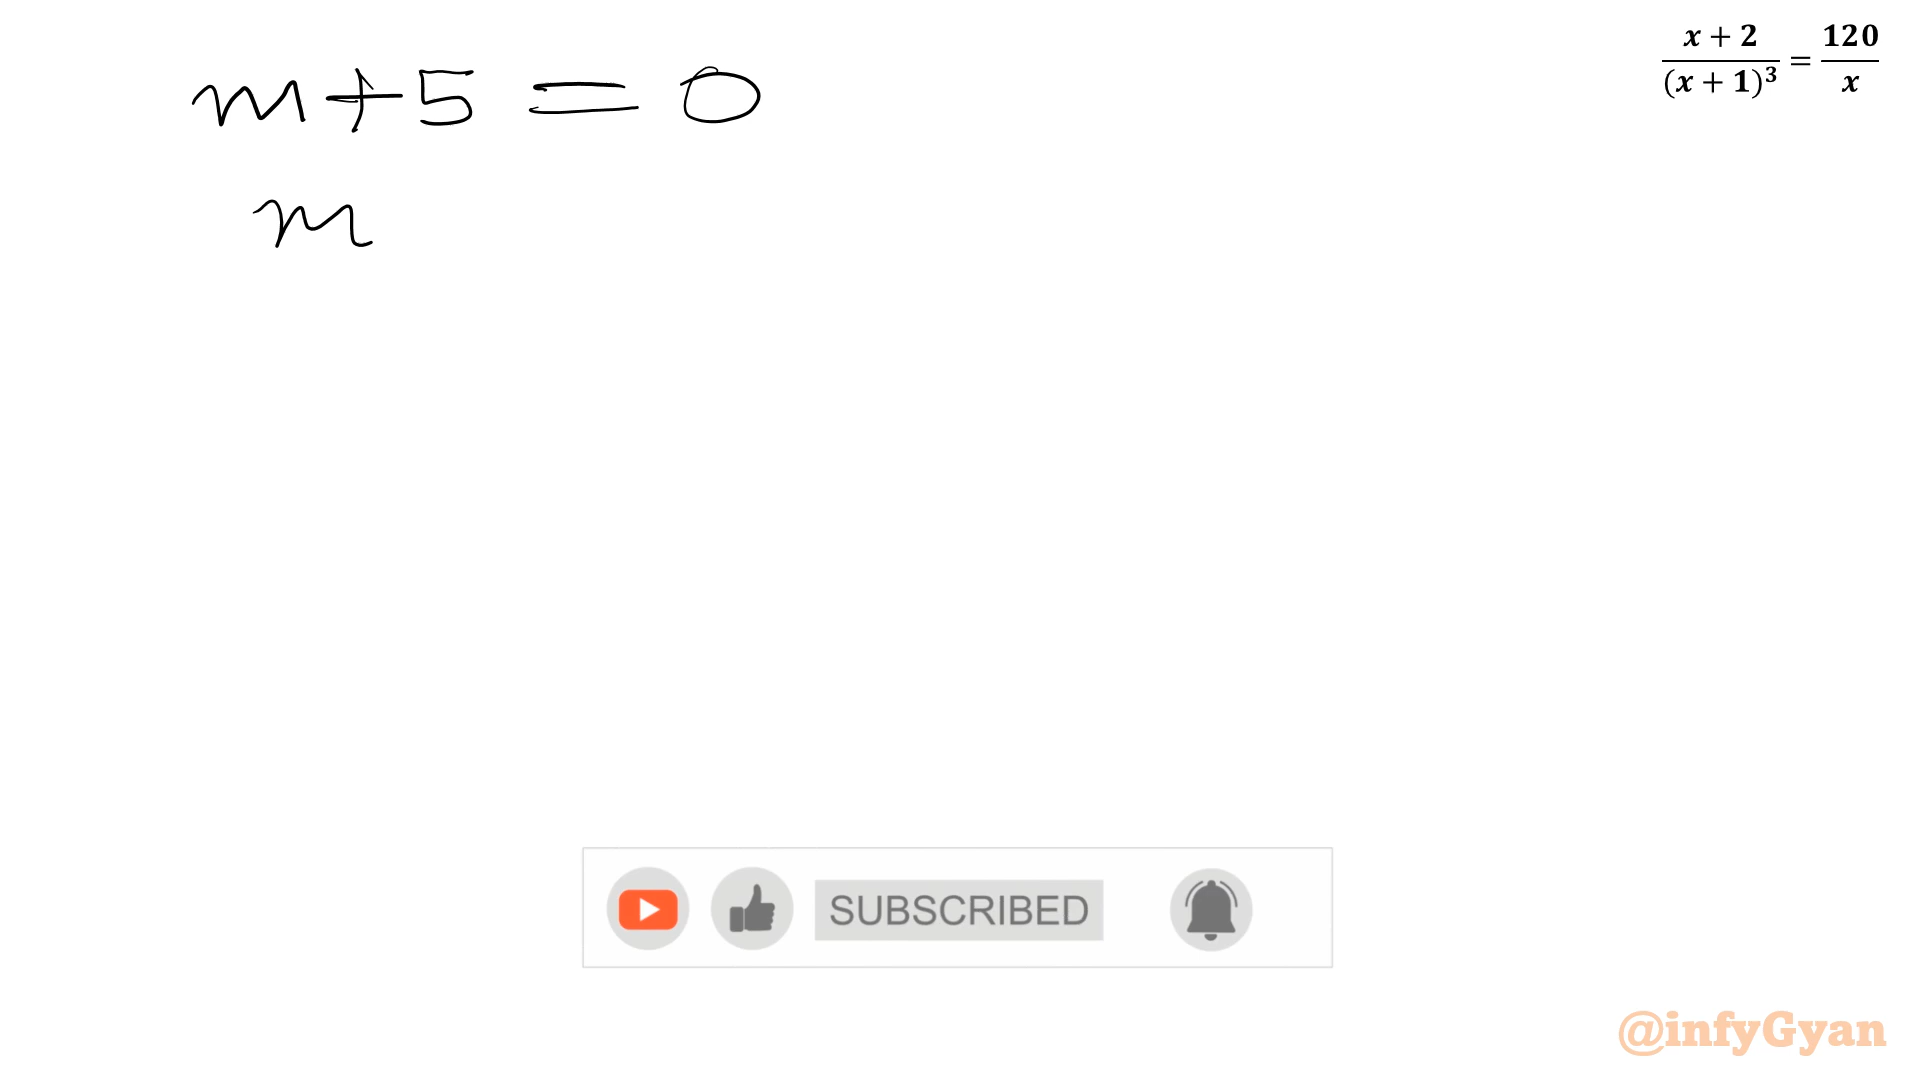 m+5 = 0
m
x + 2 / (x + 1)³ = 120 / x
SUBSCRIBED
@infyGyan